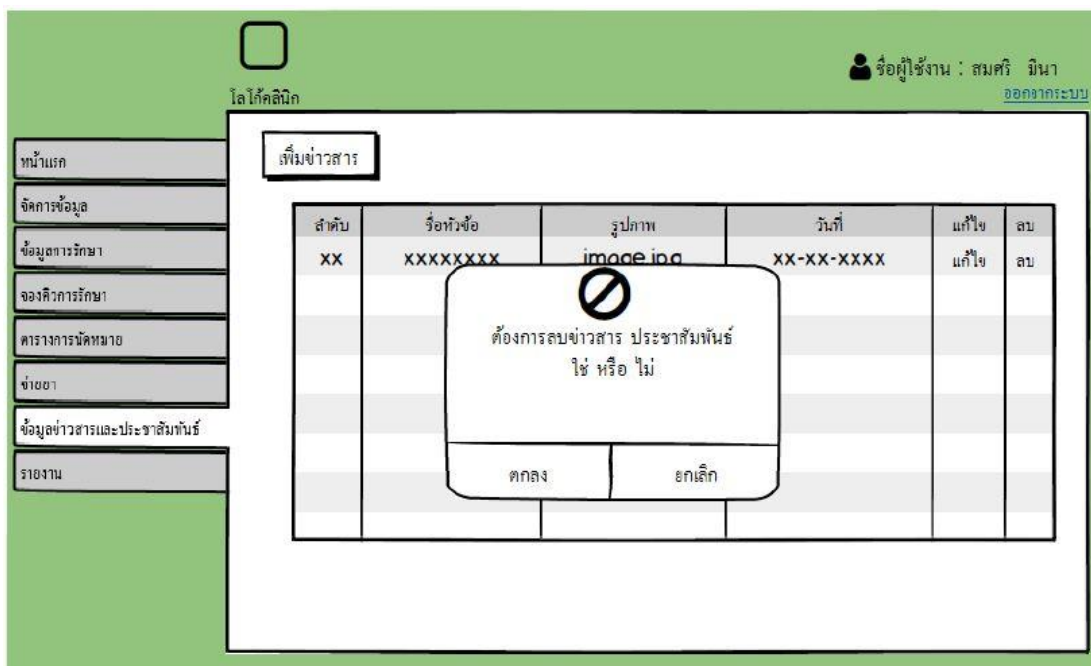 ชื่อผู้ใช้งาน : สมศรี มีนา
โลโก้คลินิก
ออกจากระบบ
เพิ่มข่าวสาร
หน้าแรก
จัดการข้อมูล
ข้อมูลการรักษา
จองคิวการรักษา
ตารางการนัดหมาย
จ่ายยา
ข้อมูลข่าวสารและประชาสัมพันธ์
รายงาน
ลำดับ ชื่อหัวข้อ รูปภาพ วันที่ แก้ไข ลบ
xx xxxxxxxx image.jpg xx-xx-xxxx แก้ไข ลบ
ต้องการลบข่าวสาร ประชาสัมพันธ์
ใช่ หรือ ไม่
ตกลง ยกเลิก